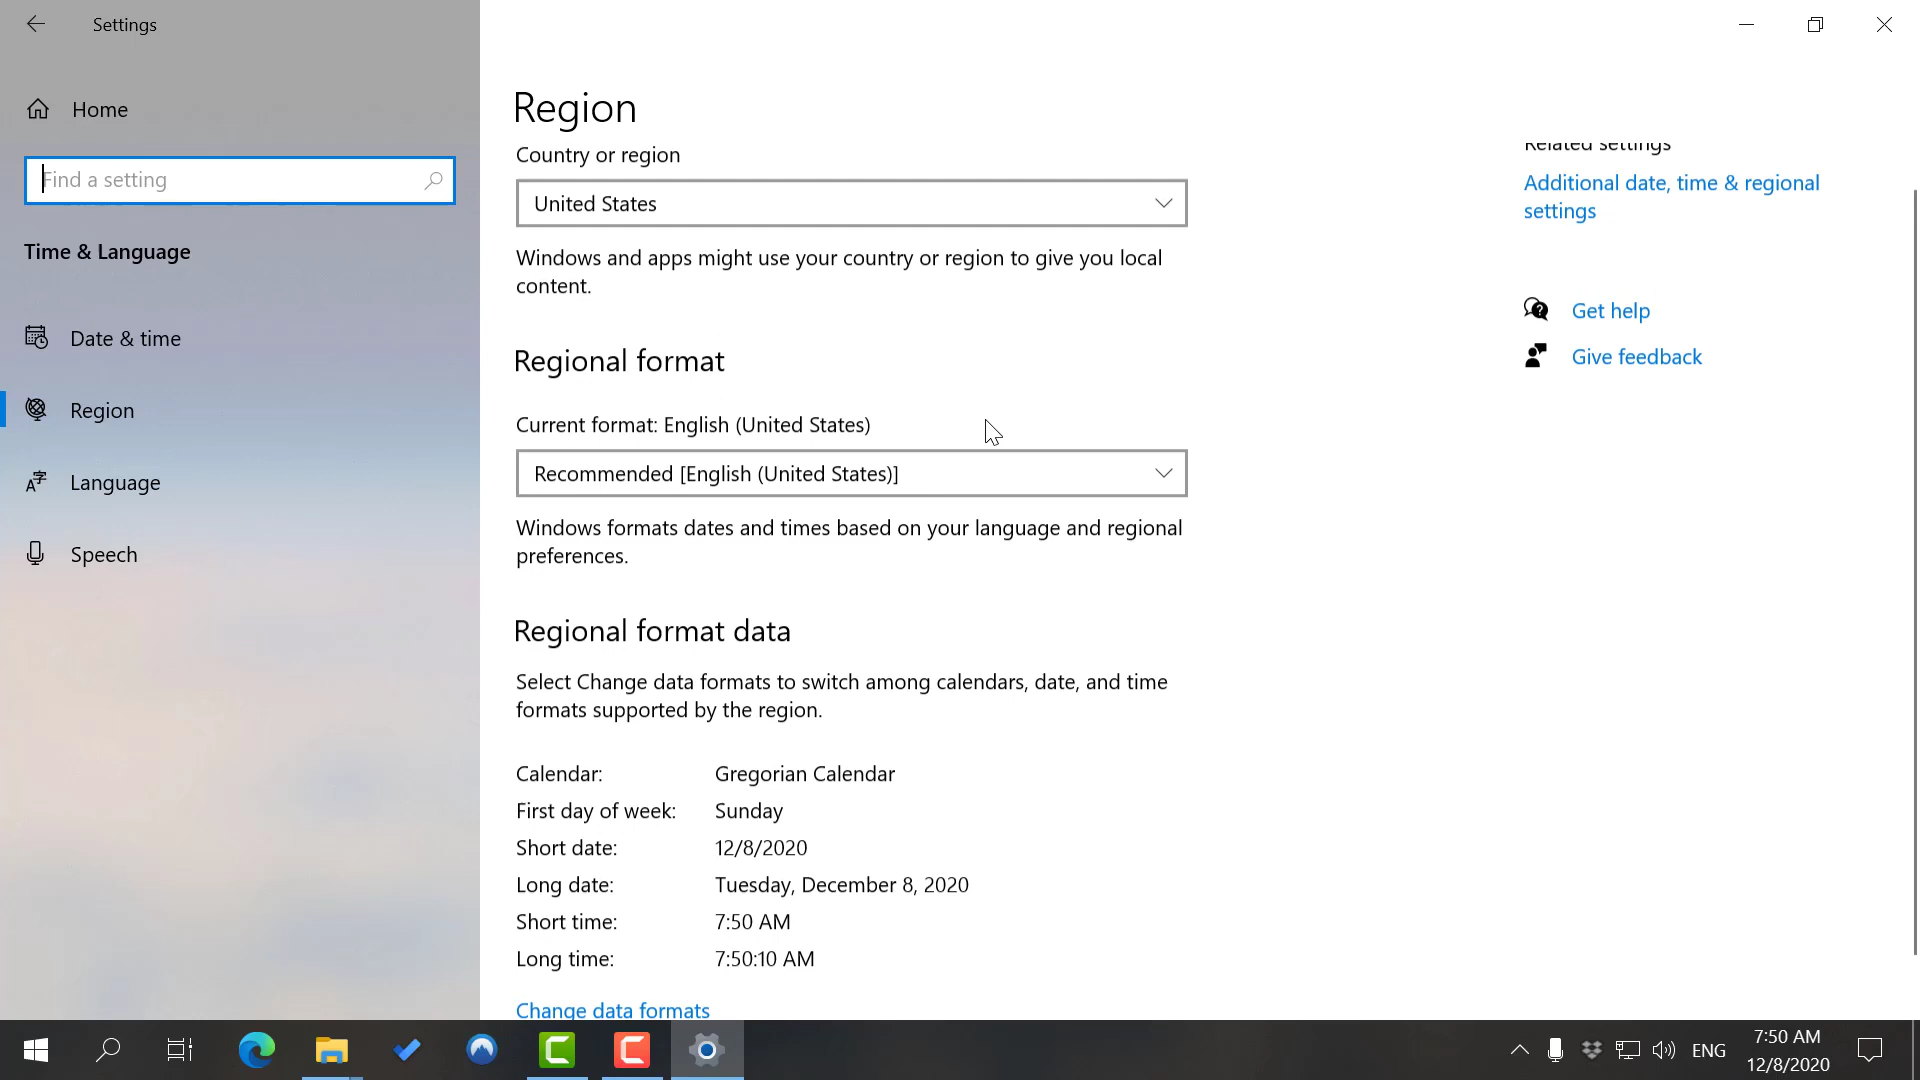 Settings
Home
Find a setting
Time & Language
Date & time
Region
Language
Speech
Region
Country or region
United States
Windows and apps might use your country or region to give you local
content.
Regional format
Current format: English (United States)
Recommended [English (United States)]
Windows formats dates and times based on your language and regional
preferences.
Regional format data
Select Change data formats to switch among calendars, date, and time
formats supported by the region.
Calendar: Gregorian Calendar
First day of week: Sunday
Short date: 12/8/2020
Long date: Tuesday, December 8, 2020
Short time: 7:50 AM
Long time: 7:50:10 AM
Change data formats
Related settings
Additional date, time & regional
settings
Get help
Give feedback
ENG
7:50 AM
12/8/2020